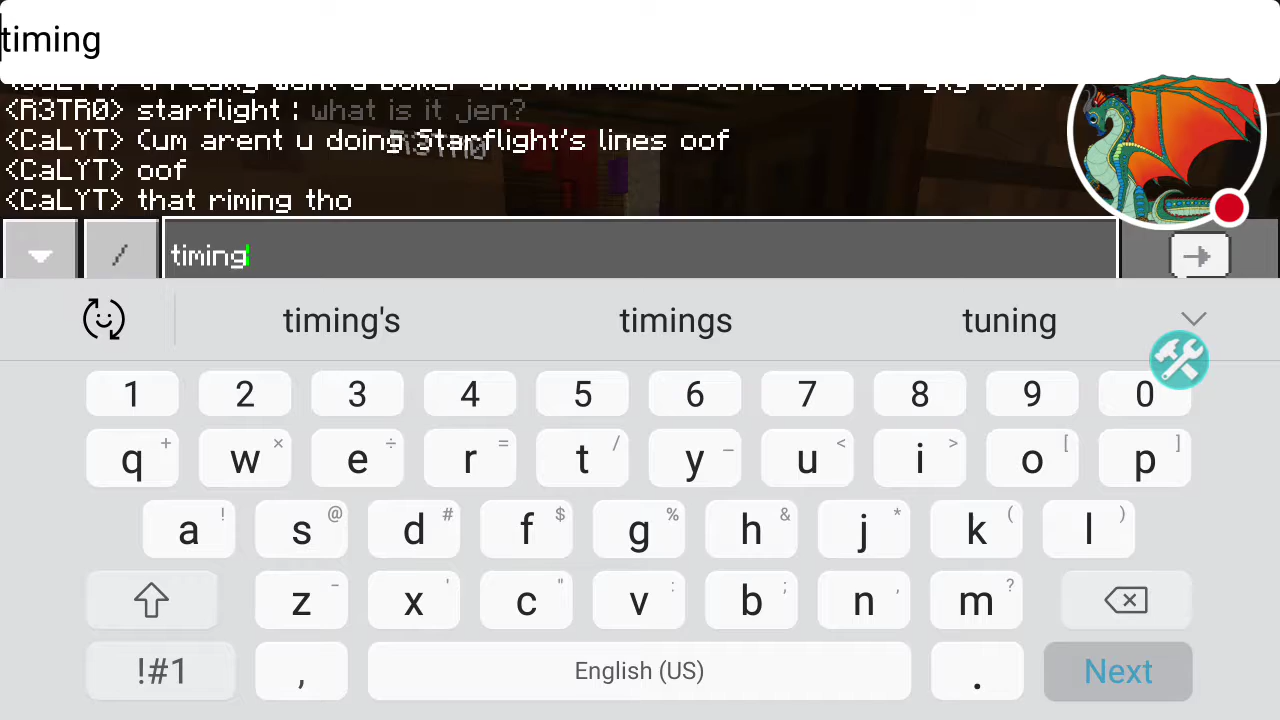 timing
<R3TR0> starflight : what is it jen?
<CaLYT> (um arent u doing Starflight's lines oof
<CaLYT> oof
<CaLYT> that riming tho
/ timing
timing's timings tuning
1 2 3 4 5 6 7 8 9 0
q + w × e ÷ r = t / y _ u < i > o [ p ]
a ! s @ d # f $ g % h & j * k ( l )
z - x ' c " v : b ; n , m ?
!#1 , English (US) . Next